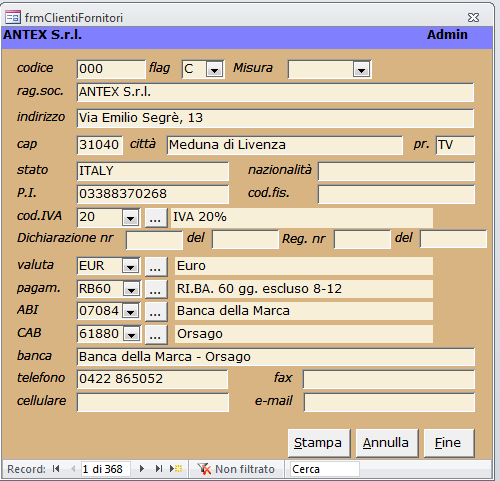 frmClientiFornitori
ANTEX S.r.l. Admin
codice 000 flag C Misura
rag.soc. ANTEX S.r.l.
indirizzo Via Emilio Segrè, 13
cap 31040 città Meduna di Livenza pr. TV
stato ITALY nazionalità
P.I. 03388370268 cod.fis.
cod.IVA 20 ... IVA 20%
Dichiarazione nr del Reg. nr del
valuta EUR ... Euro
pagam. RB60 ... RI.BA. 60 gg. escluso 8-12
ABI 07084 ... Banca della Marca
CAB 61880 ... Orsago
banca Banca della Marca - Orsago
telefono 0422 865052 fax
cellulare e-mail
Stampa Annulla Fine
Record: 1 di 368 Non filtrato Cerca